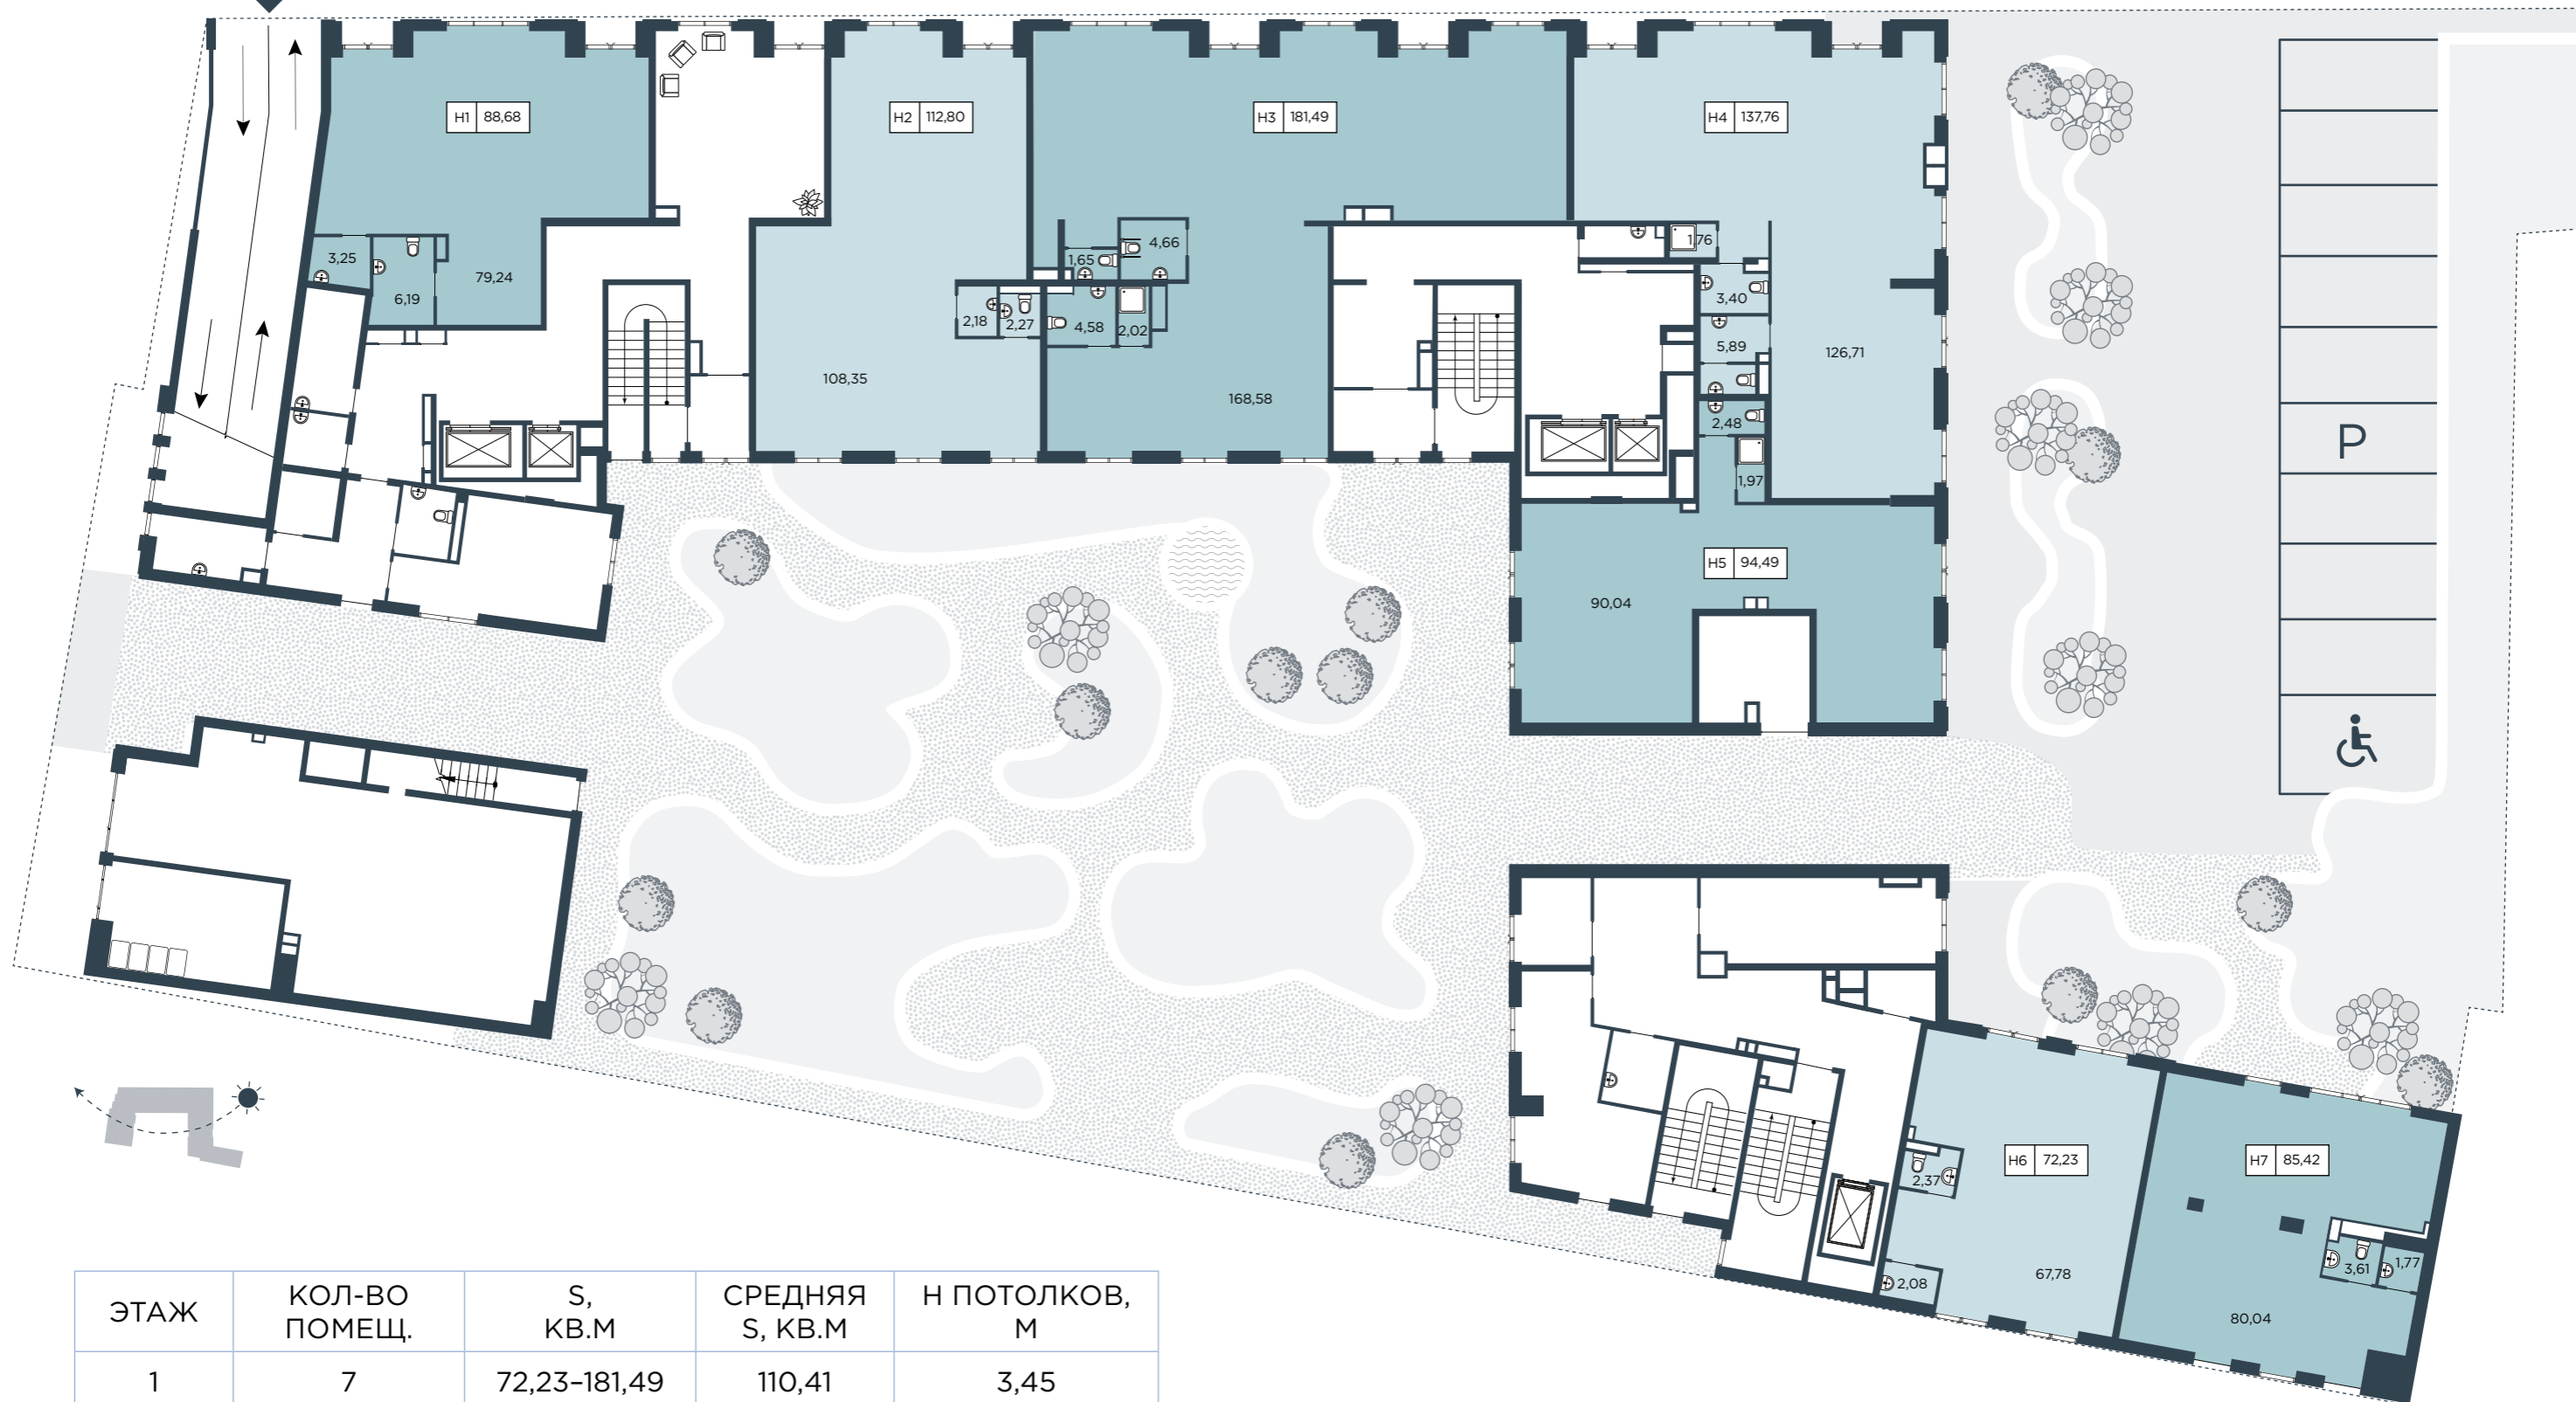 Н1 88,68
Н2 112,80
Н3 181,49
Н4 137,76
3,25
6,19
79,24
2,18
2,27
108,35
1,65
4,66
4,58
2,02
168,58
1,76
3,40
5,89
126,71
2,48
1,97
Н5 94,49
90,04
P
Н6 72,23
2,37
2,08
67,78
Н7 85,42
3,61
1,77
80,04
ЭТАЖ
КОЛ-ВО
ПОМЕЩ.
S,
КВ.М
СРЕДНЯЯ
S, КВ.М
Н ПОТОЛКОВ,
М
1
7
72,23–181,49
110,41
3,45